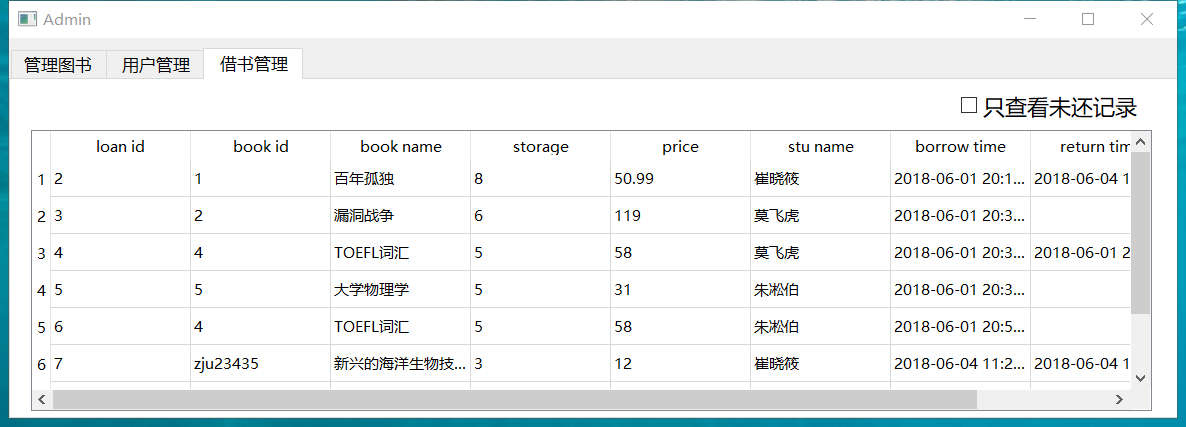 Admin
管理图书 用户管理 借书管理
只查看未还记录
loan id book id book name storage price stu name borrow time return tim
1 2 1 百年孤独 8 50.99 崔晓筱 2018-06-01 20:1... 2018-06-04 1
2 3 2 漏洞战争 6 119 莫飞虎 2018-06-01 20:3...
3 4 4 TOEFL词汇 5 58 莫飞虎 2018-06-01 20:3... 2018-06-01 2
4 5 5 大学物理学 5 31 朱凇伯 2018-06-01 20:3...
5 6 4 TOEFL词汇 5 58 朱凇伯 2018-06-01 20:5...
6 7 zju23435 新兴的海洋生物技... 3 12 崔晓筱 2018-06-04 11:2... 2018-06-04 1